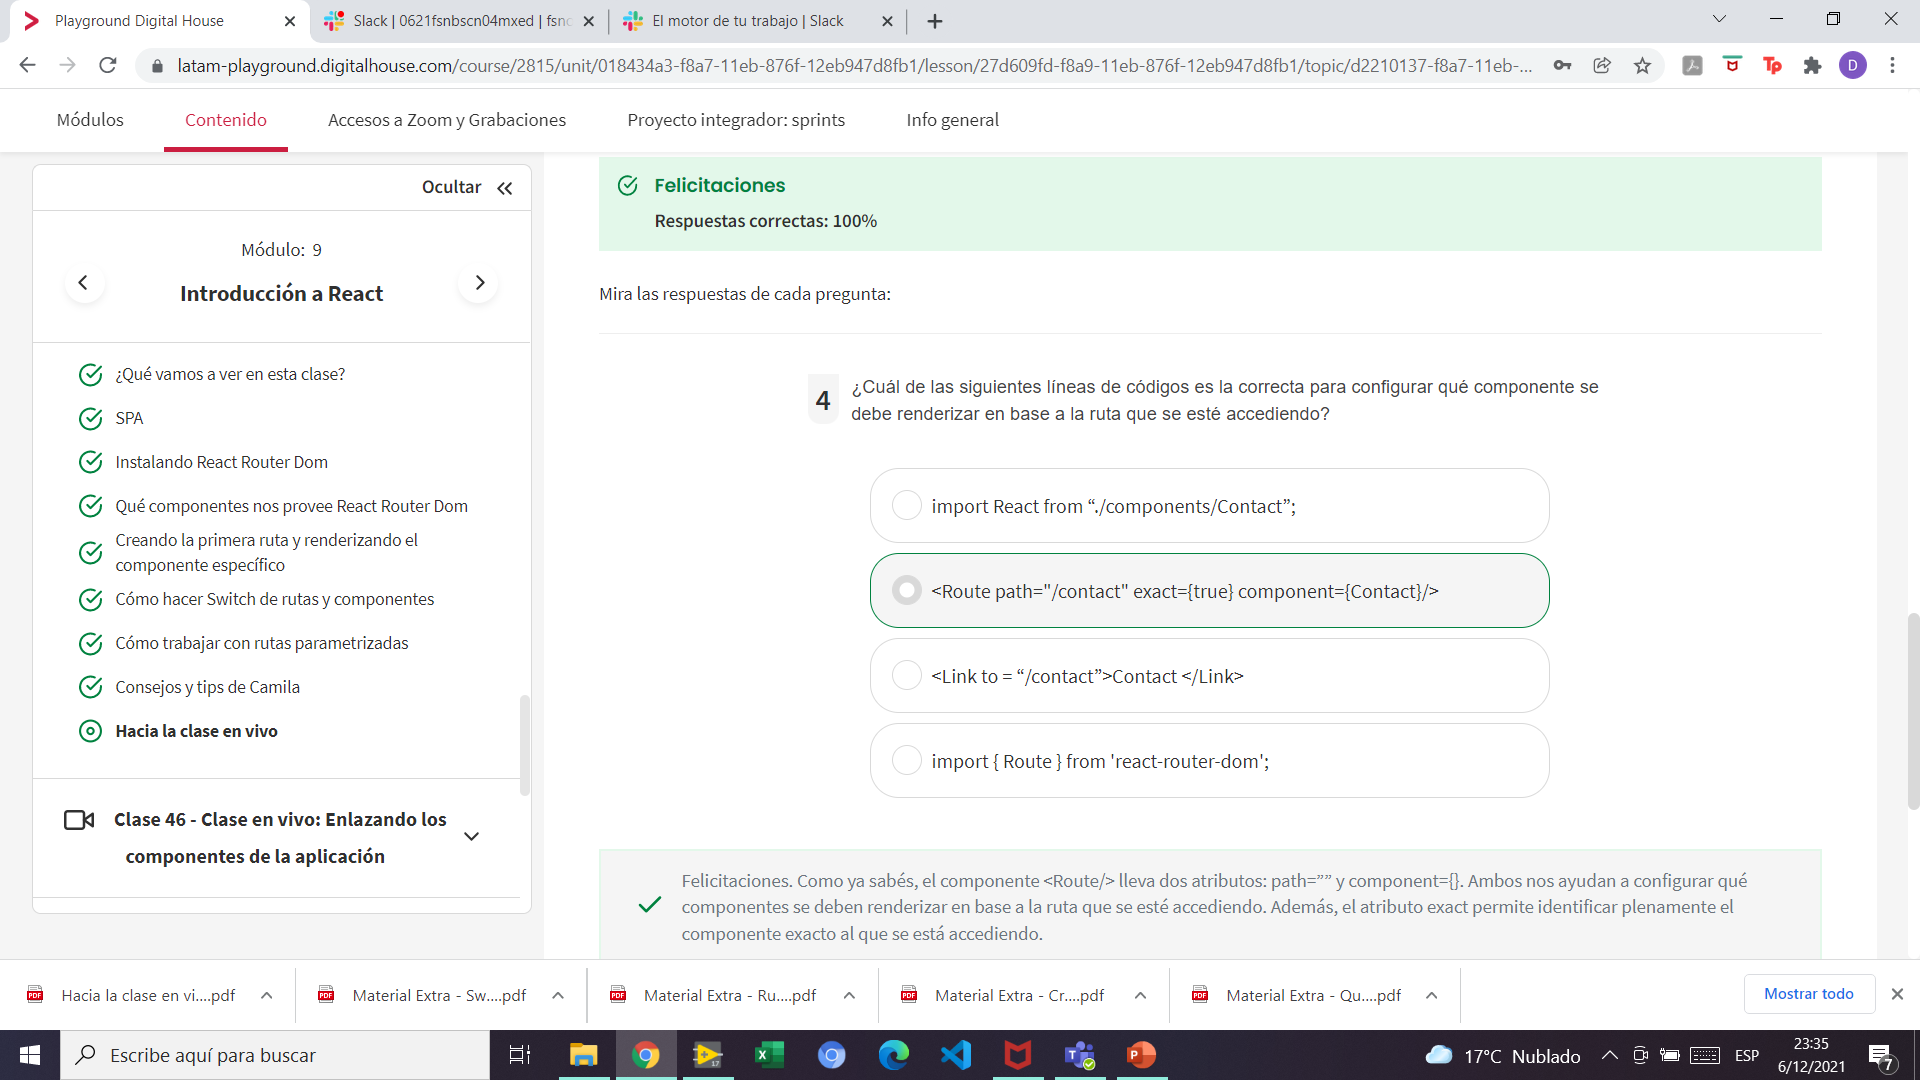 Playground Digital House
Slack | 0621fsnbscn04mxed | fsnc
El motor de tu trabajo | Slack
latam-playground.digitalhouse.com/course/2815/unit/018434a3-f8a7-11eb-876f-12eb947d8fb1/lesson/27d609fd-f8a9-11eb-876f-12eb947d8fb1/topic/d2210137-f8a7-11eb-...
D
Módulos
Contenido
Accesos a Zoom y Grabaciones
Proyecto integrador: sprints
Info general
Ocultar
Módulo: 9
Introducción a React
¿Qué vamos a ver en esta clase?
SPA
Instalando React Router Dom
Qué componentes nos provee React Router Dom
Creando la primera ruta y renderizando el
componente específico
Cómo hacer Switch de rutas y componentes
Cómo trabajar con rutas parametrizadas
Consejos y tips de Camila
Hacia la clase en vivo
Clase 46 - Clase en vivo: Enlazando los
componentes de la aplicación
Felicitaciones
Respuestas correctas: 100%
Mira las respuestas de cada pregunta:
4
¿Cuál de las siguientes líneas de códigos es la correcta para configurar qué componente se
debe renderizar en base a la ruta que se esté accediendo?
import React from “./components/Contact”;
<Route path="/contact" exact={true} component={Contact}/>
<Link to = “/contact”>Contact </Link>
import { Route } from 'react-router-dom';
Felicitaciones. Como ya sabés, el componente <Route/> lleva dos atributos: path=”” y component={}. Ambos nos ayudan a configurar qué
componentes se deben renderizar en base a la ruta que se esté accediendo. Además, el atributo exact permite identificar plenamente el
componente exacto al que se está accediendo.
PDF Hacia la clase en vi....pdf
PDF Material Extra - Sw....pdf
PDF Material Extra - Ru....pdf
PDF Material Extra - Cr....pdf
PDF Material Extra - Qu....pdf
Mostrar todo
Escribe aquí para buscar
17°C Nublado
ESP
23:35
6/12/2021
7